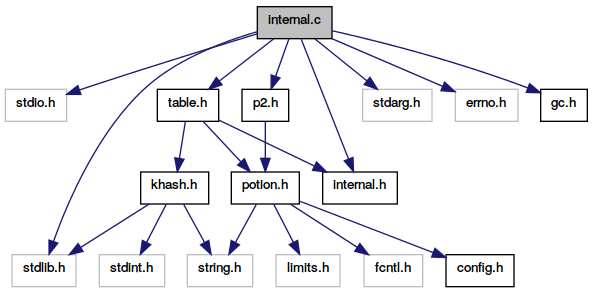 internal.c
stdio.h
table.h
p2.h
stdarg.h
errno.h
gc.h
khash.h
potion.h
internal.h
stdlib.h
stdint.h
string.h
limits.h
fcntl.h
config.h